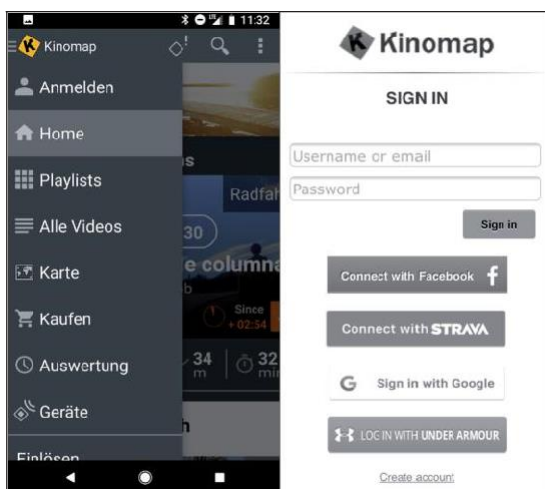 11:32
Kinomap
Anmelden
Home
Playlists
Alle Videos
Karte
Kaufen
Auswertung
Geräte
Einlösen
Radfah
30
e columna
b
Since
+ 02:54
34
m
32
min
h
Kinomap
SIGN IN
Username or email
Password
Sign in
Connect with Facebook
Connect with STRAVA
G Sign in with Google
LOG IN WITH UNDER ARMOUR
Create account